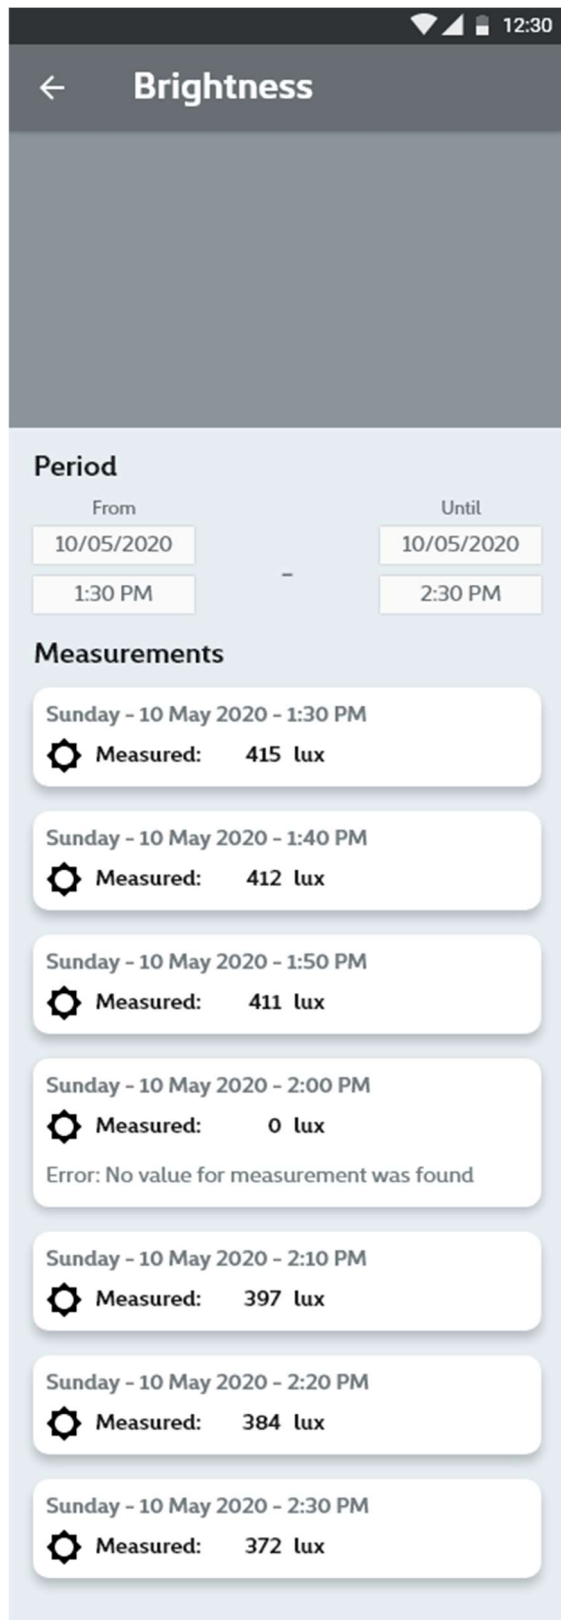 12:30
Brightness
Period
From Until
10/05/2020 10/05/2020
-
1:30 PM 2:30 PM
Measurements
Sunday - 10 May 2020 - 1:30 PM
Measured: 415 lux
Sunday - 10 May 2020 - 1:40 PM
Measured: 412 lux
Sunday - 10 May 2020 - 1:50 PM
Measured: 411 lux
Sunday - 10 May 2020 - 2:00 PM
Measured: 0 lux
Error: No value for measurement was found
Sunday - 10 May 2020 - 2:10 PM
Measured: 397 lux
Sunday - 10 May 2020 - 2:20 PM
Measured: 384 lux
Sunday - 10 May 2020 - 2:30 PM
Measured: 372 lux